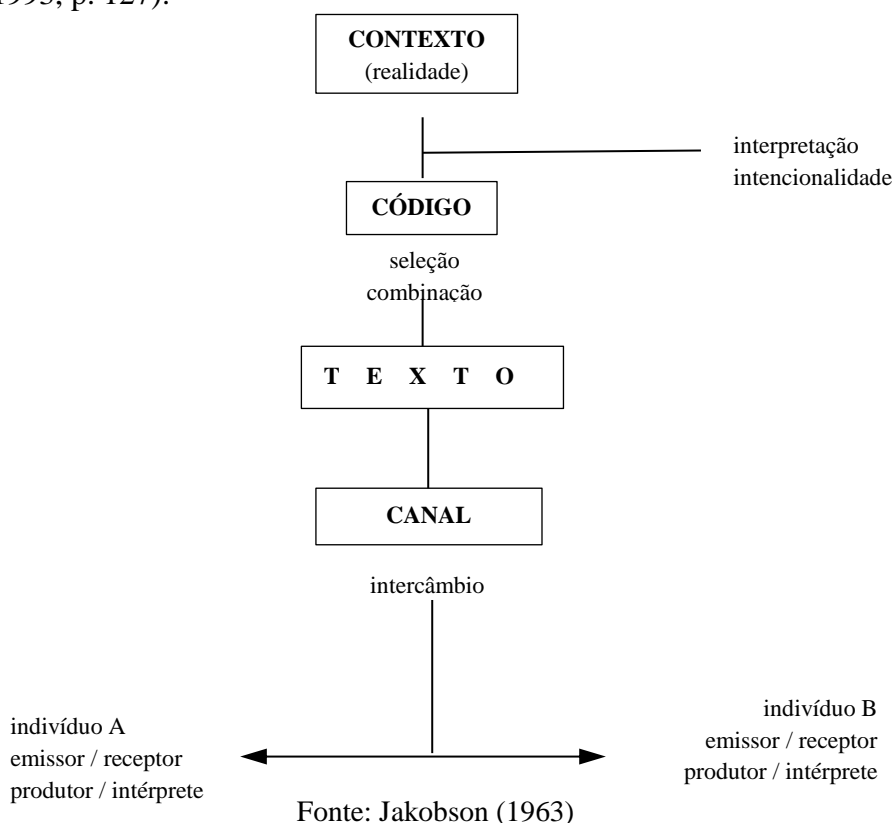 1993, p. 127).
CONTEXTO
(realidade)
interpretação
intencionalidade
CÓDIGO
seleção
combinação
T E X T O
CANAL
intercâmbio
indivíduo A
emissor / receptor
produtor / intérprete
indivíduo B
emissor / receptor
produtor / intérprete
Fonte: Jakobson (1963)